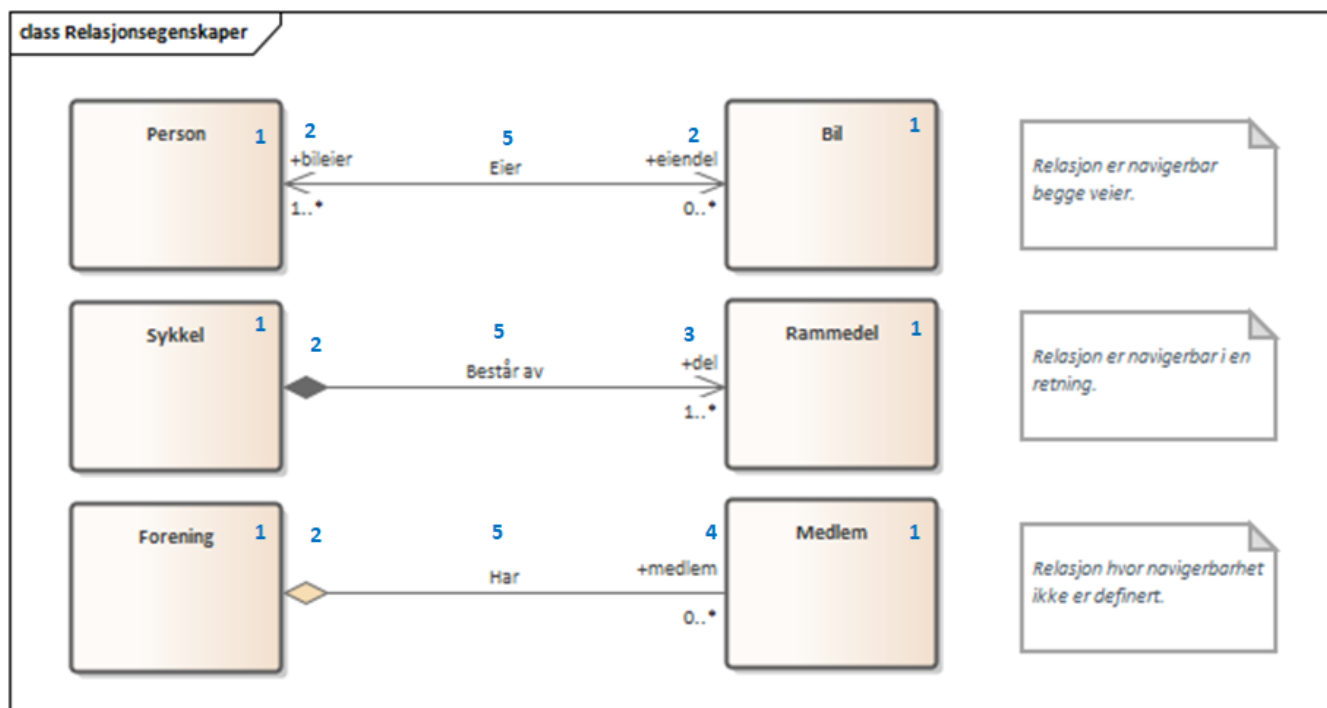 class Relasjonsegenskaper
Person 1
2
+bileier
1..*
5
Eier
2
+eiendel
0..*
Bil 1
Relasjon er navigerbar
begge veier.
Sykkel 1
2
5
Består av
3
+del
1..*
Rammedel 1
Relasjon er navigerbar i en
retning.
Forening 1
2
5
Har
4
+medlem
0..*
Medlem 1
Relasjon hvor navigerbarhet
ikke er definert.